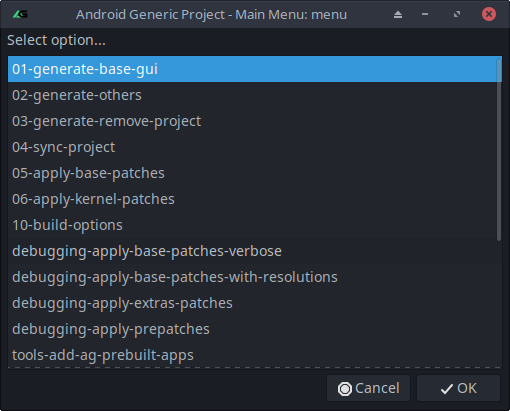 Android Generic Project - Main Menu: menu
Select option...
01-generate-base-gui
02-generate-others
03-generate-remove-project
04-sync-project
05-apply-base-patches
06-apply-kernel-patches
10-build-options
debugging-apply-base-patches-verbose
debugging-apply-base-patches-with-resolutions
debugging-apply-extras-patches
debugging-apply-prepatches
tools-add-ag-prebuilt-apps
Cancel OK